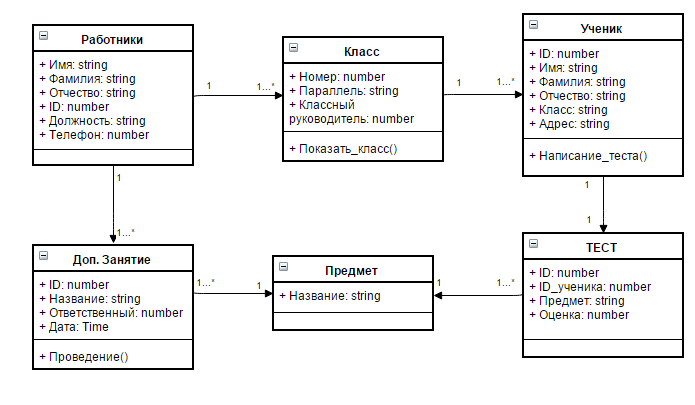 Работники
+ Имя: string
+ Фамилия: string
+ Отчество: string
+ ID: number
+ Должность: string
+ Телефон: number
1
1...*
Класс
+ Номер: number
+ Параллель: string
+ Классный
руководитель: number
+ Показать_класс()
1
1...*
Ученик
+ ID: number
+ Имя: string
+ Фамилия: string
+ Отчество: string
+ Класс: string
+ Адрес: string
+ Написание_теста()
1
1...*
1
1
Доп. Занятие
+ ID: number
+ Название: string
+ Ответственный: number
+ Дата: Time
+ Проведение()
1...*
1
Предмет
+ Название: string
1
1...*
ТЕСТ
+ ID: number
+ ID_ученика: number
+ Предмет: string
+ Оценка: number